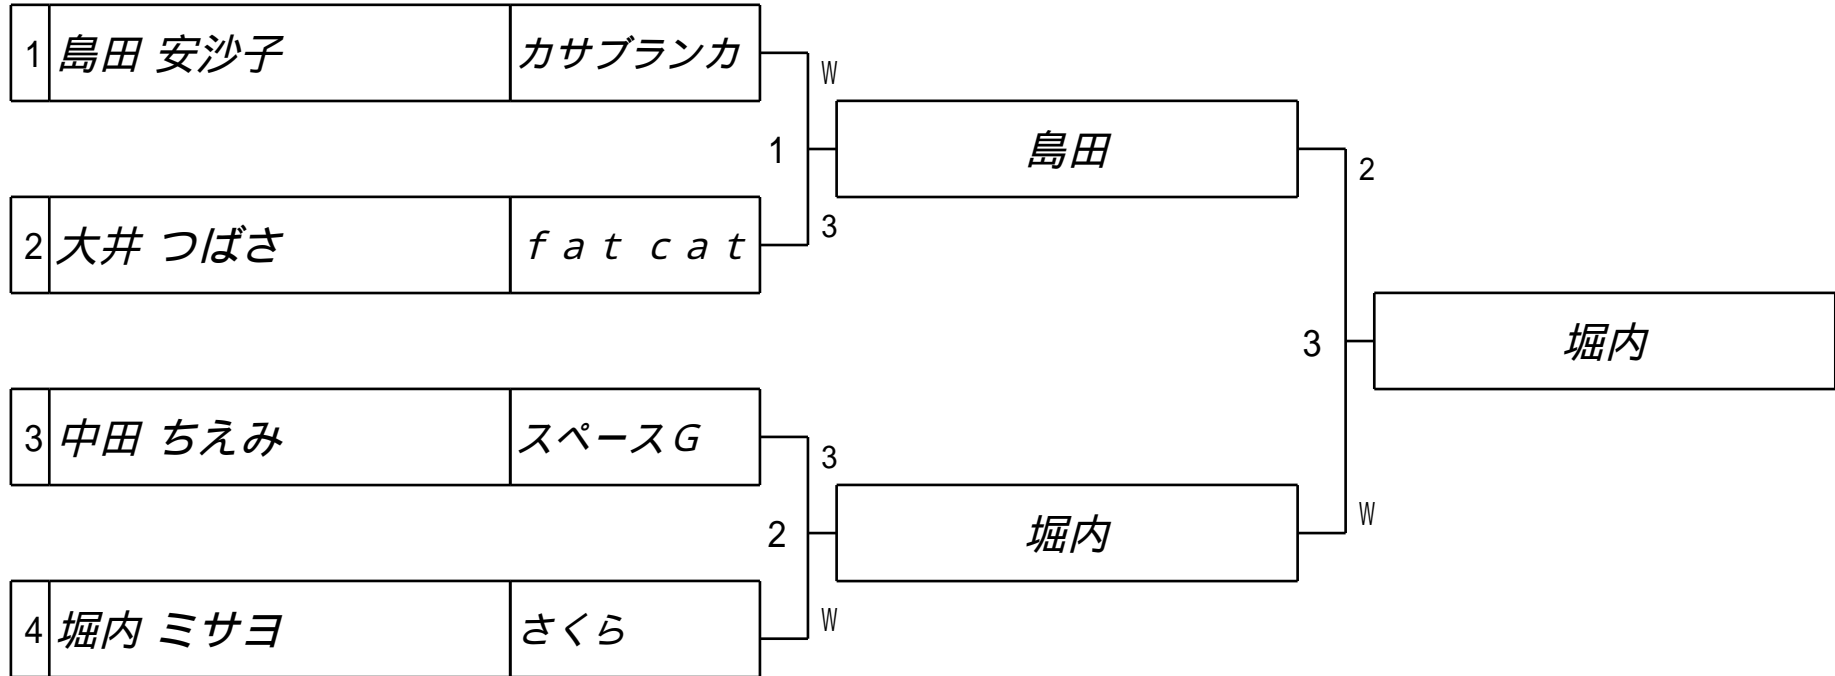 1 島田 安沙子 カサブランカ
W
1 島田
2
3
2 大井 つばさ ｆａｔ ｃａｔ
3 堀内
3 中田 ちえみ スペースＧ
3
2 堀内
W
W
4 堀内 ミサヨ さくら